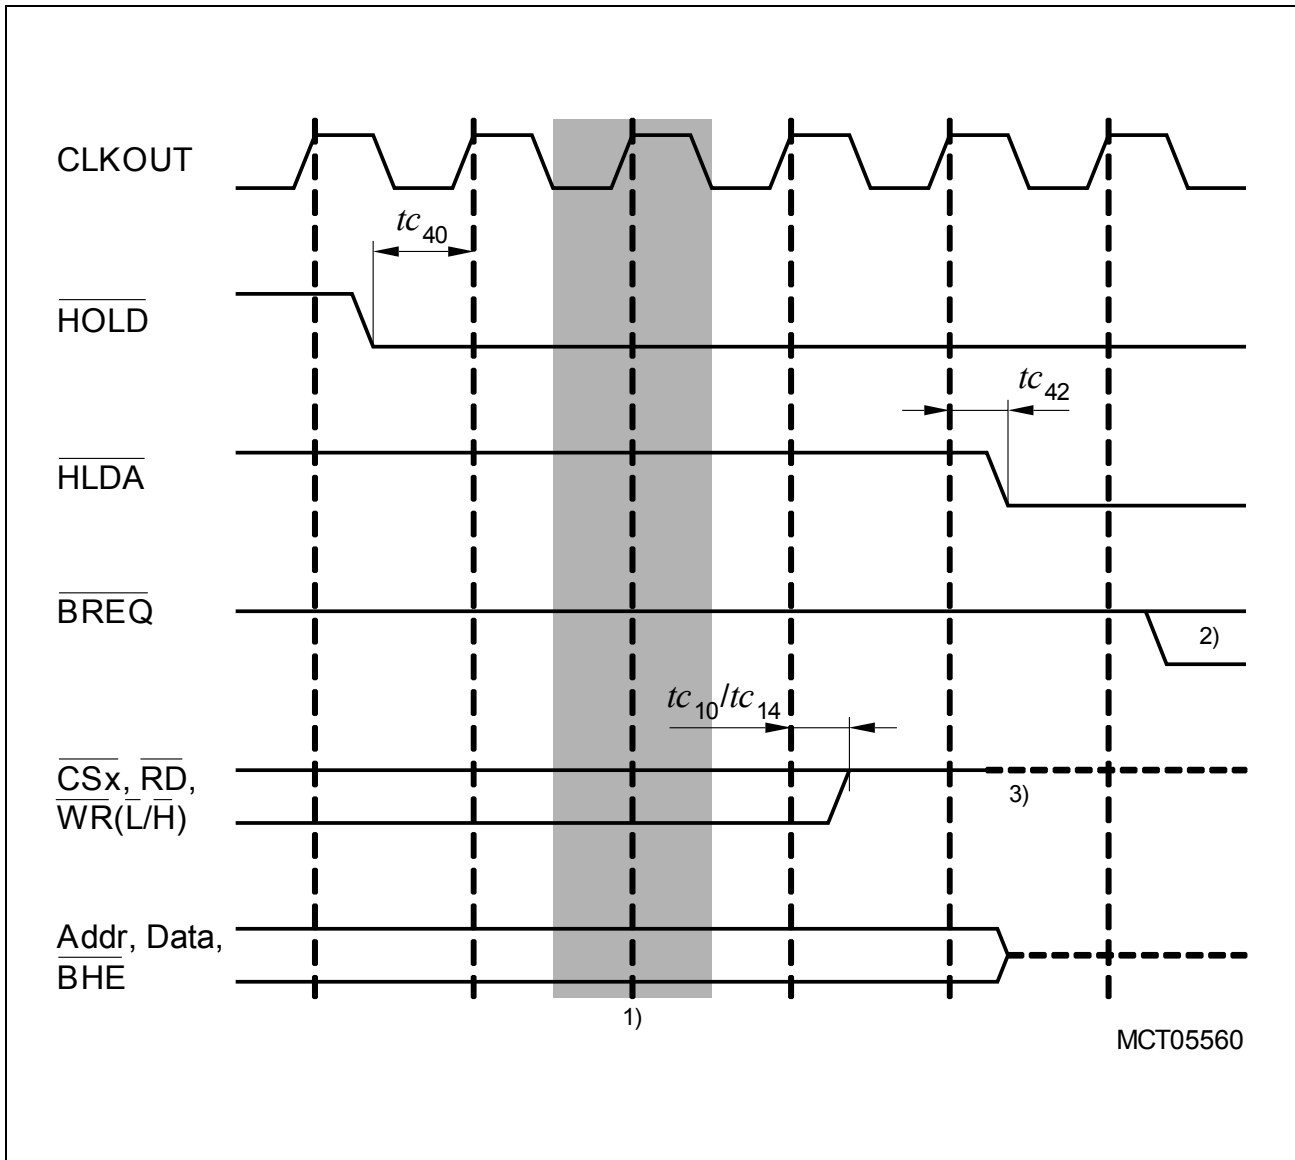 CLKOUT
tc40
HOLD
tc42
HLDA
BREQ
2)
tc10/tc14
CSx, RD,
WR(L/H)
3)
Addr, Data,
BHE
1)
MCT05560